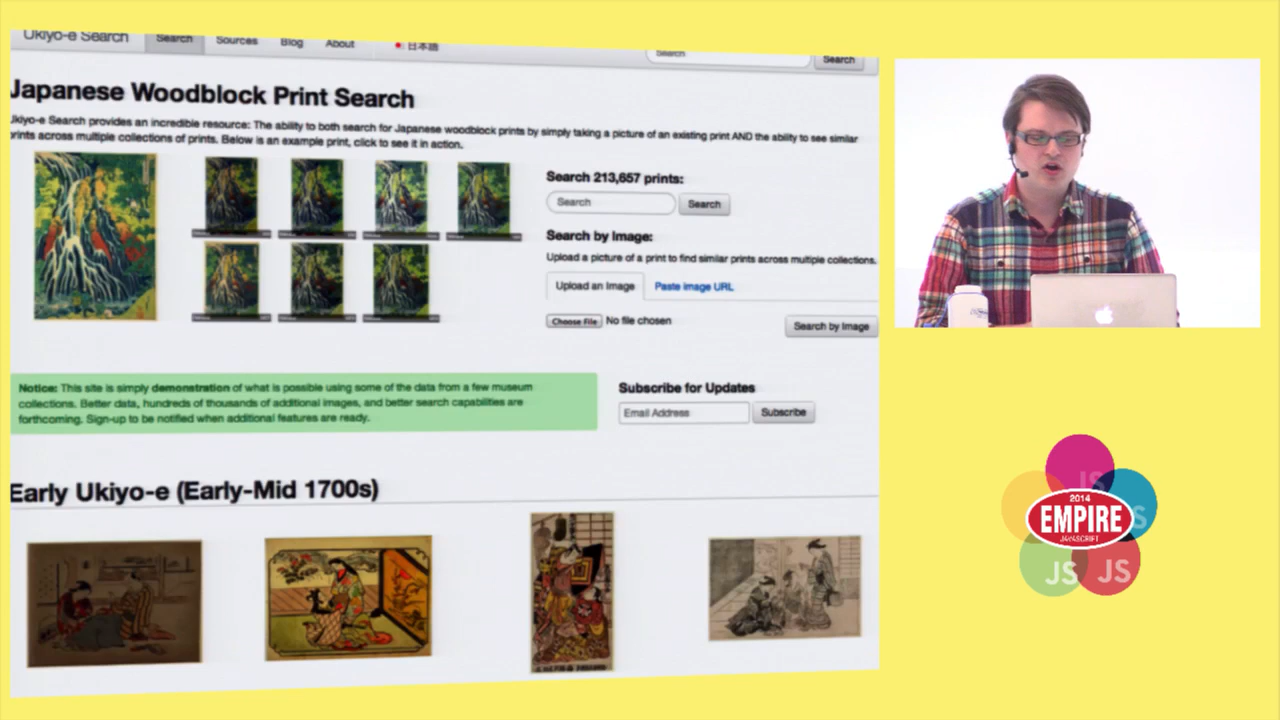 Ukiyo-e Search
Search
Sources
Blog
About
日本語
Search
Search
Japanese Woodblock Print Search
Ukiyo-e Search provides an incredible resource: The ability to both search for Japanese woodblock prints by simply taking a picture of an existing print AND the ability to see similar
prints across multiple collections of prints. Below is an example print, click to see it in action.
Search 213,657 prints:
Search
Search
Search by Image:
Upload a picture of a print to find similar prints across multiple collections.
Upload an Image
Paste image URL
Choose File No file chosen
Search by Image
Notice: This site is simply demonstration of what is possible using some of the data from a few museum
collections. Better data, hundreds of thousands of additional images, and better search capabilities are
forthcoming. Sign-up to be notified when additional features are ready.
Subscribe for Updates
Email Address
Subscribe
Early Ukiyo-e (Early-Mid 1700s)
JS
2014
EMPIRE
JAVASCRIPT
JS
JS
JS